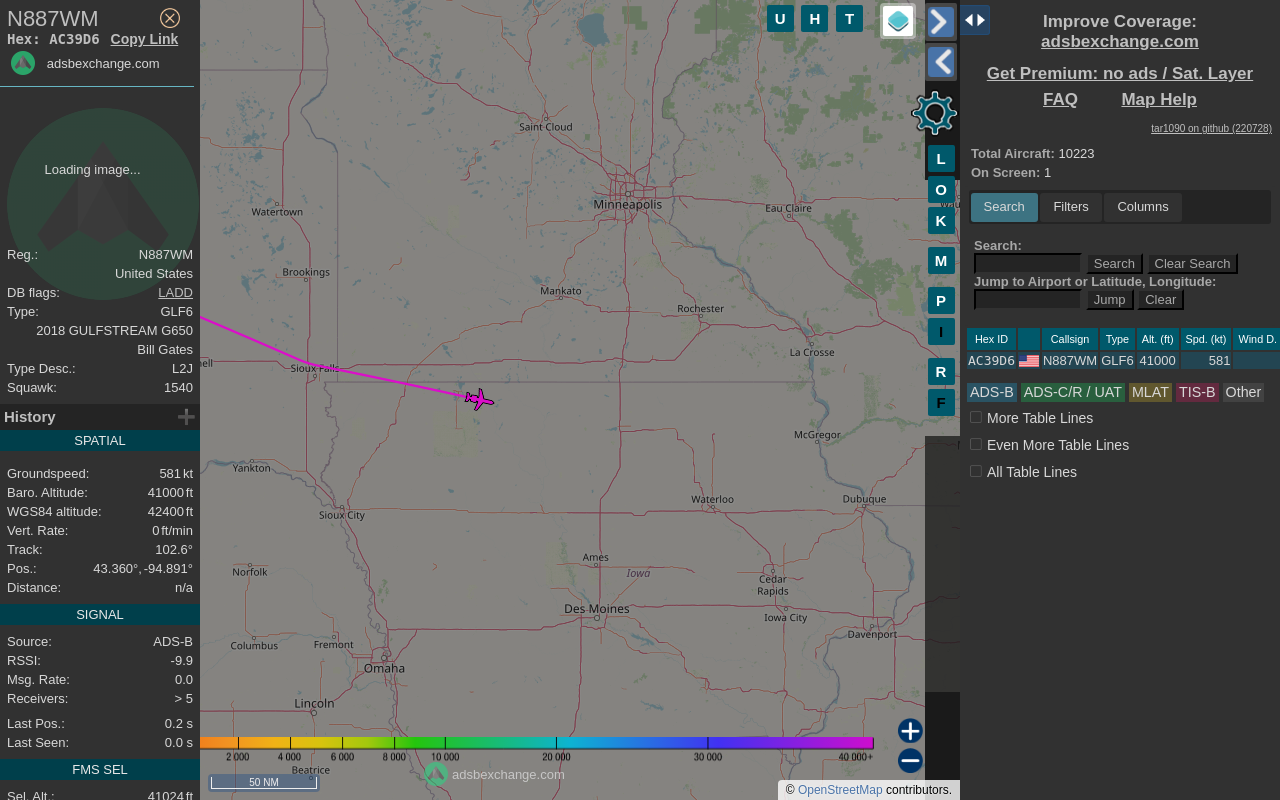 N887WM
Hex: AC39D6 Copy Link
adsbexchange.com
Loading image...
Reg.: N887WM
United States
DB flags: LADD
Type: GLF6
2018 GULFSTREAM G650
Bill Gates
Type Desc.: L2J
Squawk: 1540
History
SPATIAL
Groundspeed: 581 kt
Baro. Altitude: 41000 ft
WGS84 altitude: 42400 ft
Vert. Rate: 0 ft/min
Track: 102.6°
Pos.: 43.360°, -94.891°
Distance: n/a
SIGNAL
Source: ADS-B
RSSI: -9.9
Msg. Rate: 0.0
Receivers: > 5
Last Pos.: 0.2 s
Last Seen: 0.0 s
FMS SEL
Sel. Alt.: 41024 ft
U H T
L
O
K
M
P
I
R
F
Saint Cloud
Minneapolis
Eau Claire
Watertown
Brookings
Mankato
Rochester
La Crosse
Sioux Falls
McGregor
Yankton
Sioux City
Waterloo
Dubuque
Norfolk
Ames
Iowa
Cedar
Rapids
Des Moines
Iowa City
Columbus
Fremont
Davenport
Omaha
Lincoln
Beatrice
2 000 4 000 6 000 8 000 10 000 20 000 30 000 40 000+
50 NM
adsbexchange.com
© OpenStreetMap contributors.
Improve Coverage:
adsbexchange.com
Get Premium: no ads / Sat. Layer
FAQ Map Help
tar1090 on github (220728)
Total Aircraft: 10223
On Screen: 1
Search Filters Columns
Search:
Search Clear Search
Jump to Airport or Latitude, Longitude:
Jump Clear
Hex ID Callsign Type Alt. (ft) Spd. (kt) Wind D.
AC39D6 N887WM GLF6 41000 581
ADS-B ADS-C/R / UAT MLAT TIS-B Other
More Table Lines
Even More Table Lines
All Table Lines